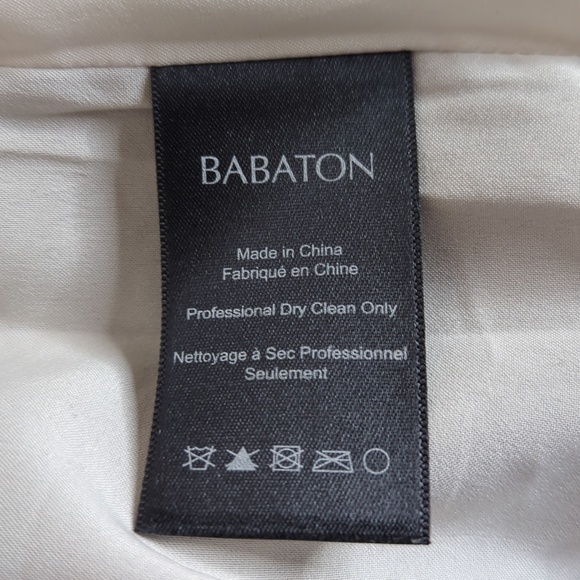 BABATON
Made in China
Fabriqué en Chine
Professional Dry Clean Only
Nettoyage à Sec Professionnel
Seulement